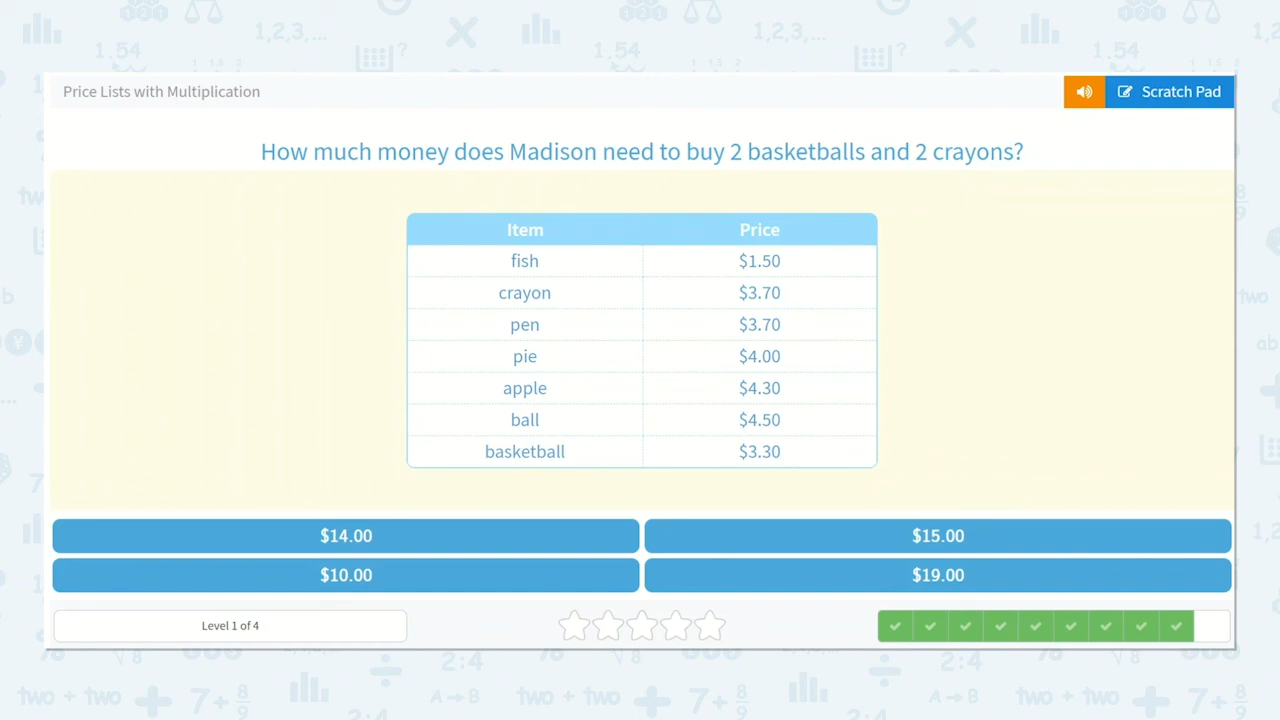 Price Lists with Multiplication
Scratch Pad
How much money does Madison need to buy 2 basketballs and 2 crayons?
Item Price
fish $1.50
crayon $3.70
pen $3.70
pie $4.00
apple $4.30
ball $4.50
basketball $3.30
$14.00 $15.00
$10.00 $19.00
Level 1 of 4